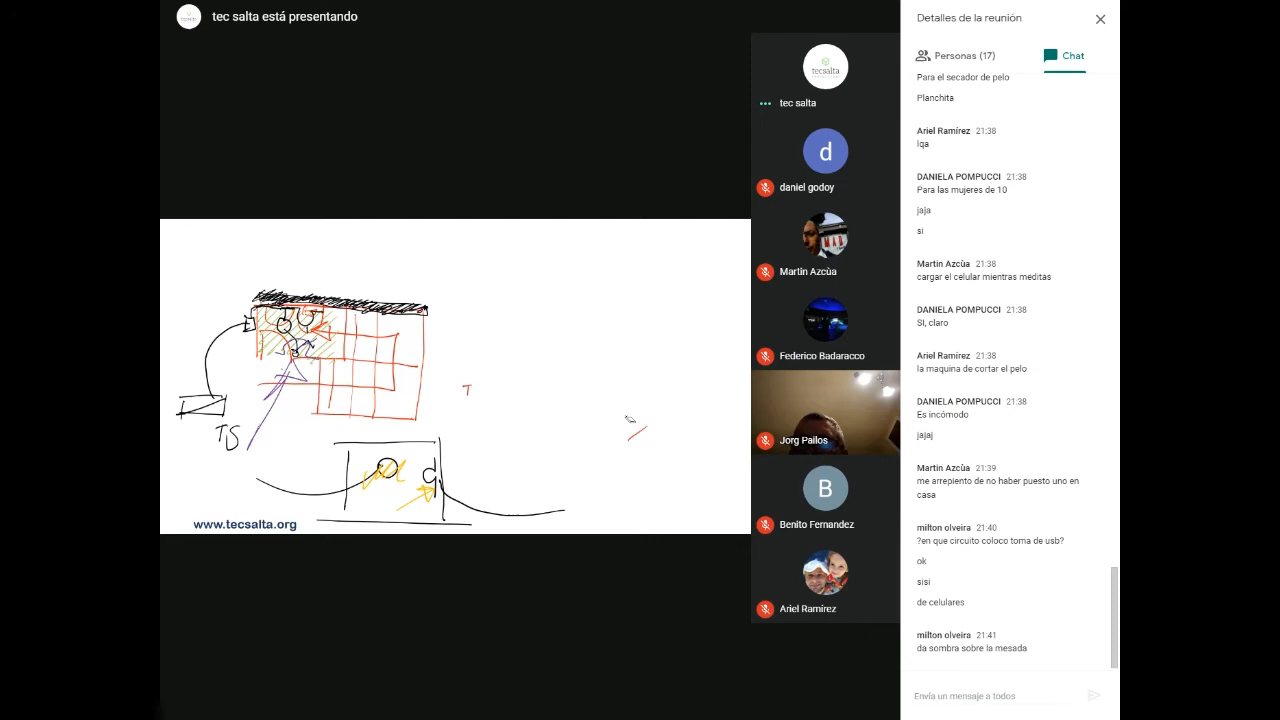 tec salta está presentando
Detalles de la reunión
Personas (17)
Chat
Para el secador de pelo
Planchita
Ariel Ramírez 21:38
lqa
DANIELA POMPUCCI 21:38
Para las mujeres de 10
jaja
si
Martin Azcùa 21:38
cargar el celular mientras meditas
DANIELA POMPUCCI 21:38
SI, claro
Ariel Ramírez 21:38
la maquina de cortar el pelo
DANIELA POMPUCCI 21:38
Es incómodo
jajaj
Martin Azcùa 21:39
me arrepiento de no haber puesto uno en
casa
milton olveira 21:40
?en que circuito coloco toma de usb?
ok
sisi
de celulares
milton olveira 21:41
da sombra sobre la mesada
Envía un mensaje a todos
tecsalta
tec salta
d
daniel godoy
MAD
Martin Azcùa
Federico Badaracco
Jorg Pailos
B
Benito Fernandez
Ariel Ramírez
T
TS
www.tecsalta.org